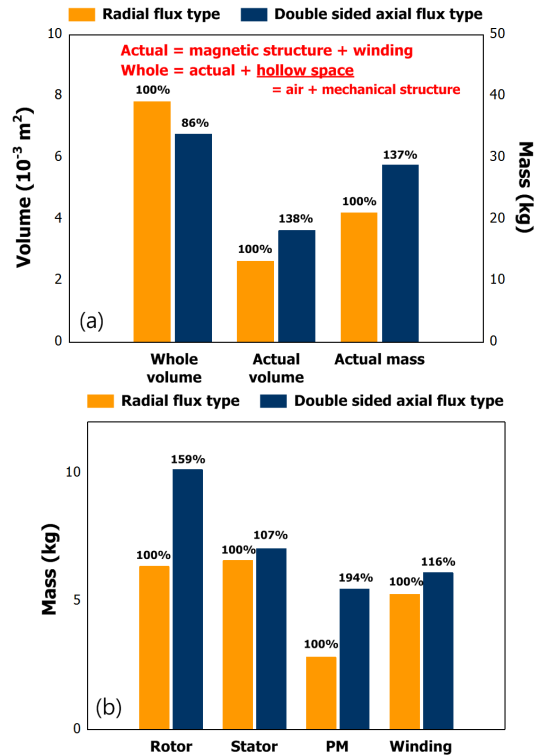 Radial flux type Double sided axial flux type
Actual = magnetic structure + winding
Whole = actual + hollow space
= air + mechanical structure
Volume (10⁻³ m²)
Mass (kg)
10
8
6
4
2
0
50
40
30
20
10
0
100%
86%
100%
138%
100%
137%
(a)
Whole volume
Actual volume
Actual mass
Radial flux type Double sided axial flux type
Mass (kg)
10
5
0
100%
159%
100%
107%
100%
194%
100%
116%
(b)
Rotor Stator PM Winding